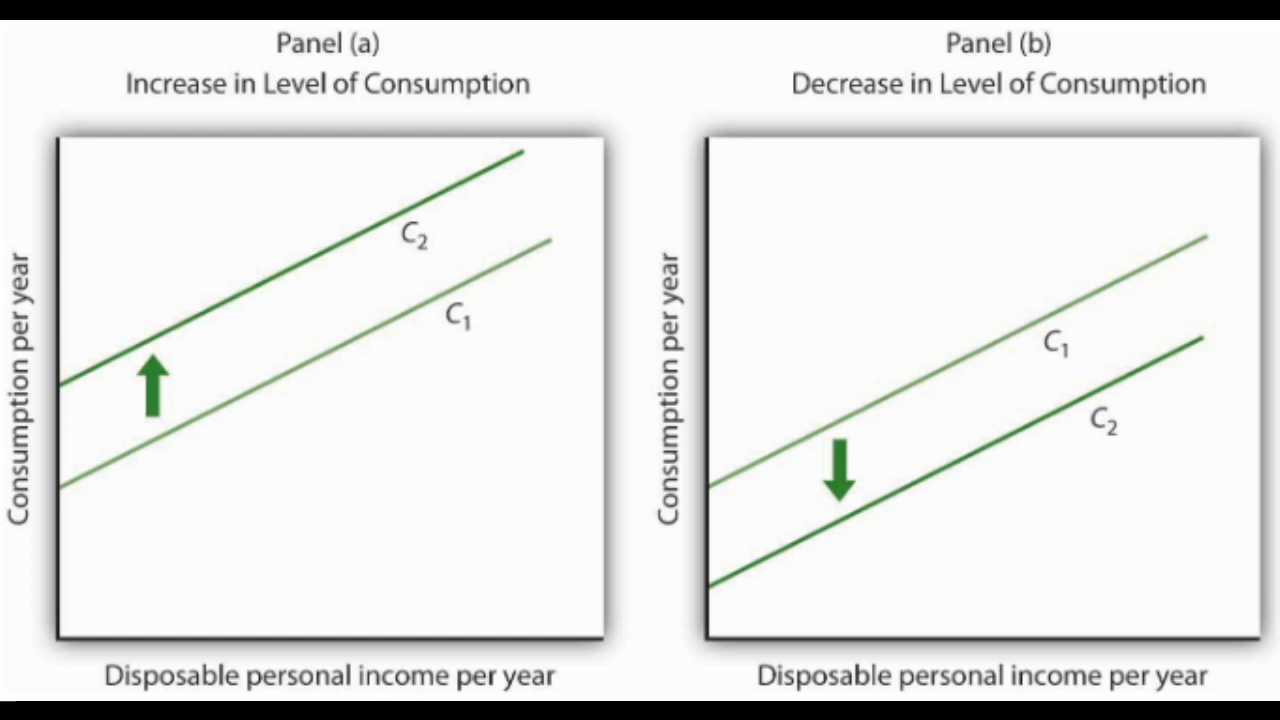 Panel (a)
Increase in Level of Consumption
Consumption per year
C2
C1
Disposable personal income per year
Panel (b)
Decrease in Level of Consumption
Consumption per year
C1
C2
Disposable personal income per year